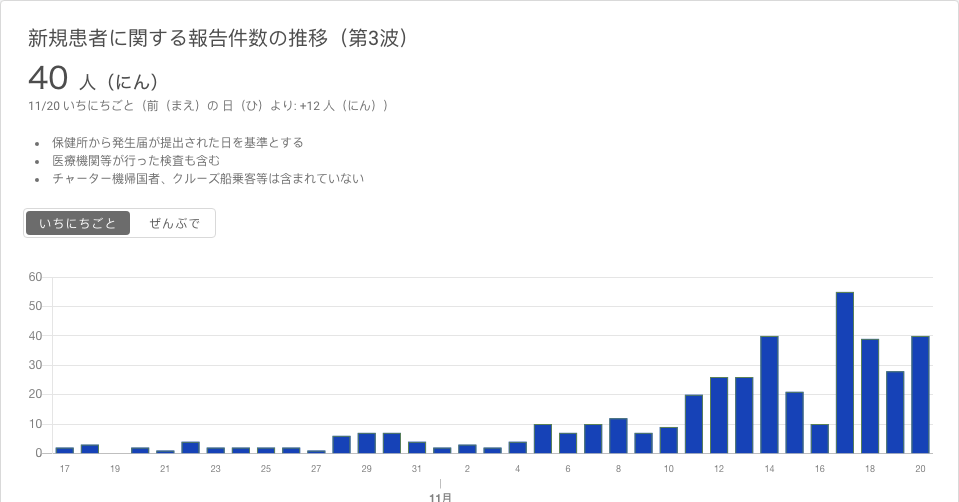 新規患者に関する報告件数の推移（第3波）
40 人（にん）
11/20 いちにちごと（前（まえ）の 日（ひ）より: +12 人（にん））
• 保健所から発生届が提出された日を基準とする
• 医療機関等が行った検査も含む
• チャーター機帰国者、クルーズ船乗客等は含まれていない
いちにちごと ぜんぶで
60
50
40
30
20
10
0
17 19 21 23 25 27 29 31 2 4 6 8 10 12 14 16 18 20
11月